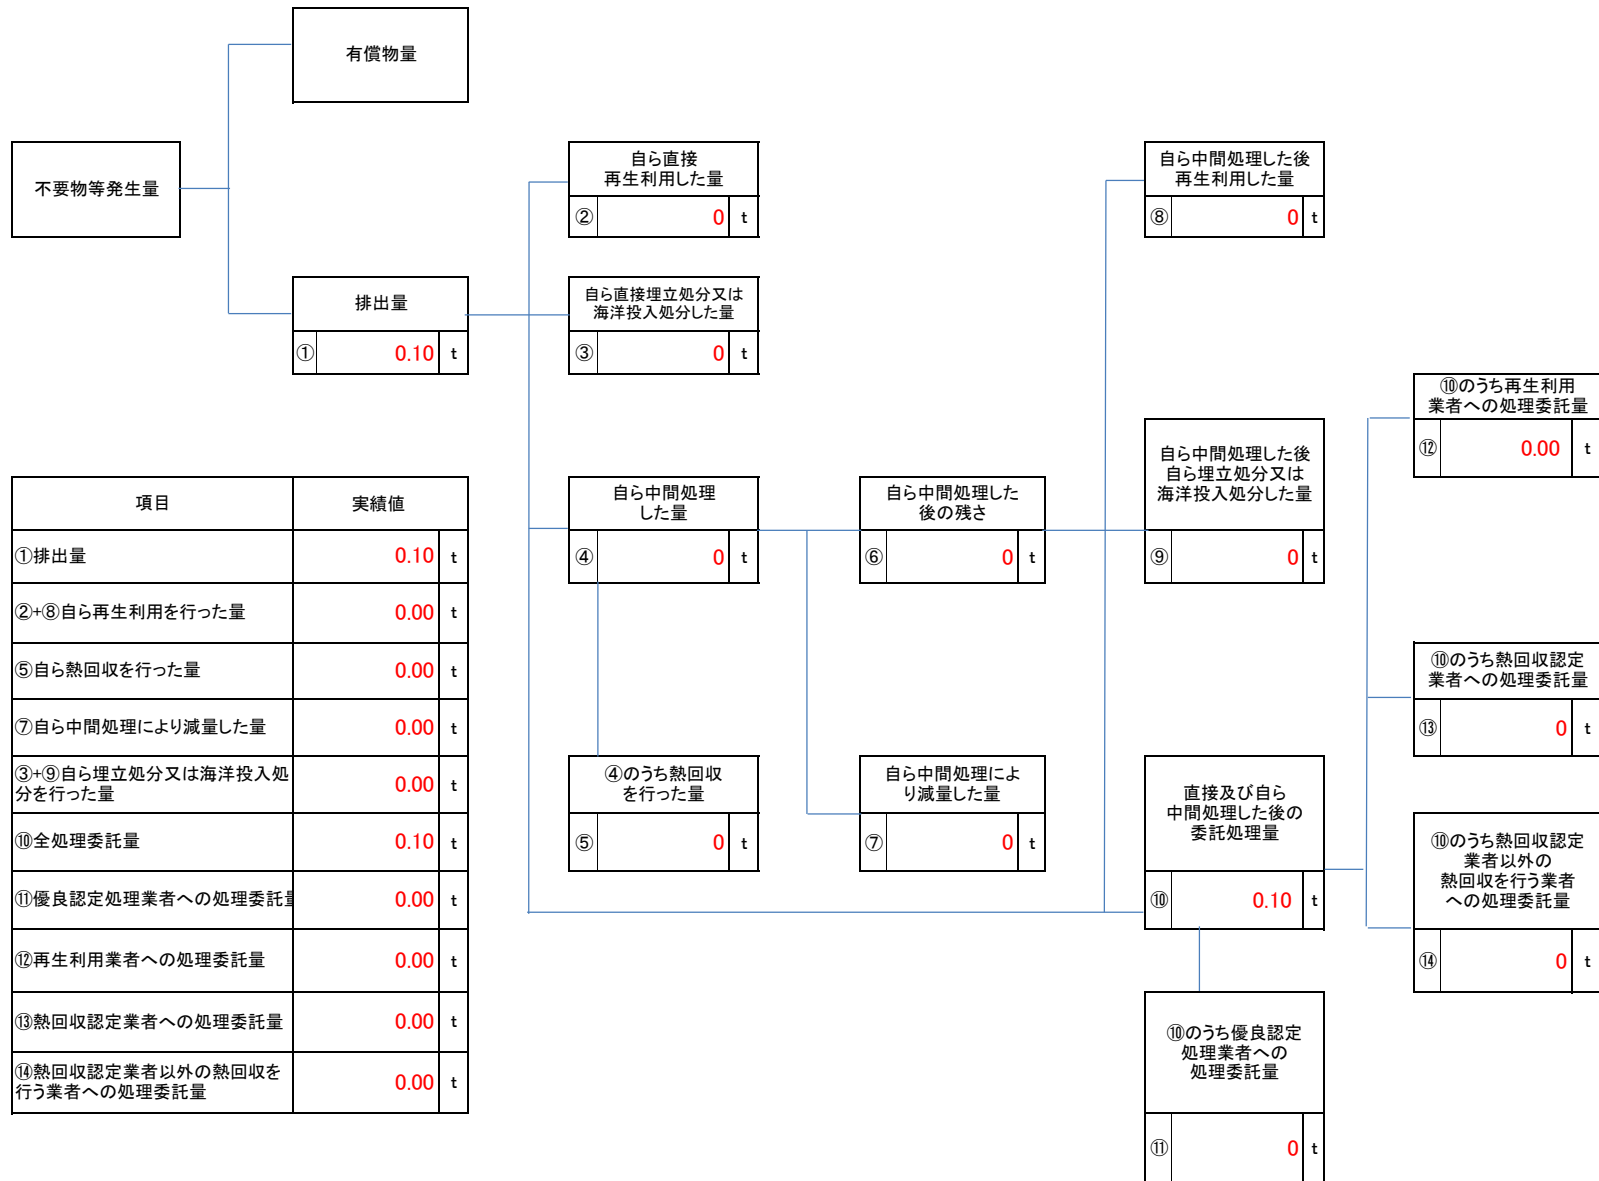 有償物量
不要物等発生量
排出量
① 0.10 t
自ら直接
再生利用した量
② 0 t
自ら直接埋立処分又は
海洋投入処分した量
③ 0 t
自ら中間処理
した量
④ 0 t
④のうち熱回収
を行った量
⑤ 0 t
自ら中間処理した
後の残さ
⑥ 0 t
自ら中間処理によ
り減量した量
⑦ 0 t
自ら中間処理した後
再生利用した量
⑧ 0 t
自ら中間処理した後
自ら埋立処分又は
海洋投入処分した量
⑨ 0 t
直接及び自ら
中間処理した後の
委託処理量
⑩ 0.10 t
⑩のうち優良認定
処理業者への
処理委託量
⑪ 0 t
⑩のうち再生利用
業者への処理委託量
⑫ 0.00 t
⑩のうち熱回収認定
業者への処理委託量
⑬ 0 t
⑩のうち熱回収認定
業者以外の
熱回収を行う業者
への処理委託量
⑭ 0 t
項目 実績値
①排出量 0.10 t
②+⑧自ら再生利用を行った量 0.00 t
⑤自ら熱回収を行った量 0.00 t
⑦自ら中間処理により減量した量 0.00 t
③+⑨自ら埋立処分又は海洋投入処
分を行った量 0.00 t
⑩全処理委託量 0.10 t
⑪優良認定処理業者への処理委託量 0.00 t
⑫再生利用業者への処理委託量 0.00 t
⑬熱回収認定業者への処理委託量 0.00 t
⑭熱回収認定業者以外の熱回収を
行う業者への処理委託量 0.00 t